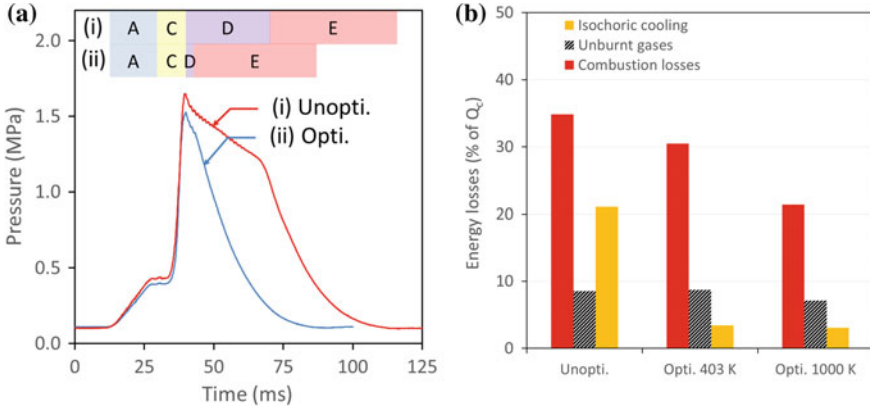 (a)
(i) A C D E
(ii) A C D E
2.0
1.5
1.0
0.5
0.0
Pressure (MPa)
(i) Unopti.
(ii) Opti.
0 25 50 75 100 125
Time (ms)
(b)
Isochoric cooling
Unburnt gases
Combustion losses
50
40
30
20
10
0
Energy losses (% of Qc)
Unopti. Opti. 403 K Opti. 1000 K